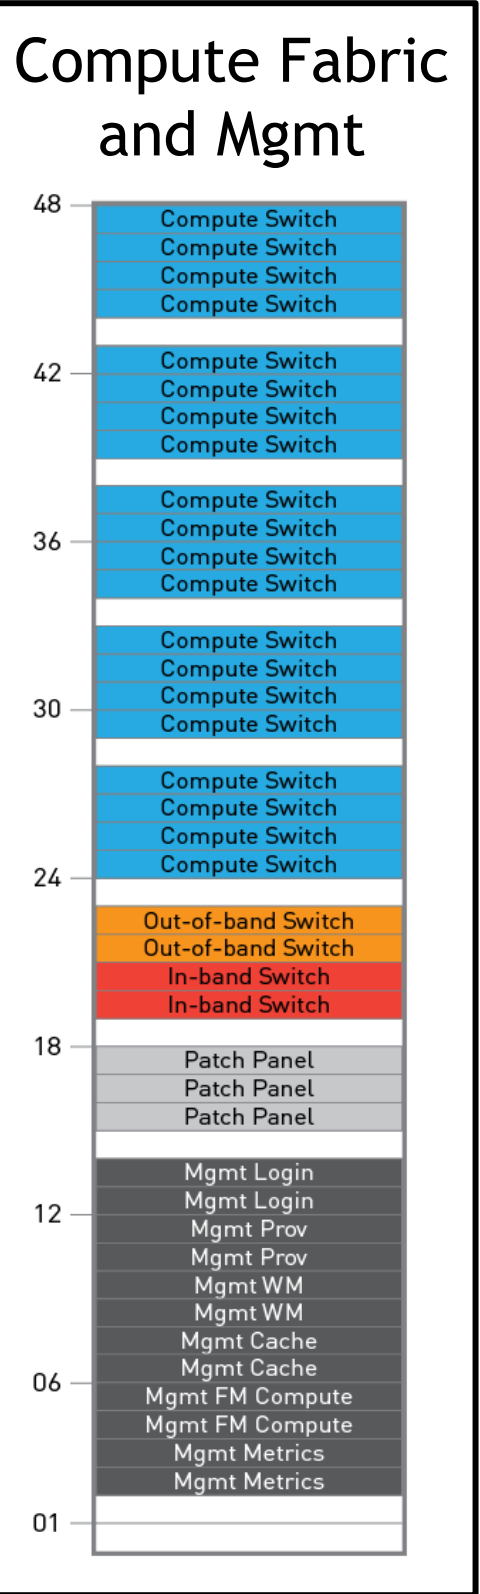 Compute Fabric
and Mgmt
48
Compute Switch
Compute Switch
Compute Switch
Compute Switch
42
Compute Switch
Compute Switch
Compute Switch
Compute Switch
36
Compute Switch
Compute Switch
Compute Switch
Compute Switch
30
Compute Switch
Compute Switch
Compute Switch
Compute Switch
24
Compute Switch
Compute Switch
Compute Switch
Compute Switch
Out-of-band Switch
Out-of-band Switch
In-band Switch
In-band Switch
18
Patch Panel
Patch Panel
Patch Panel
Mgmt Login
Mgmt Login
12
Mgmt Prov
Mgmt Prov
Mgmt WM
Mgmt WM
Mgmt Cache
Mgmt Cache
06
Mgmt FM Compute
Mgmt FM Compute
Mgmt Metrics
Mgmt Metrics
01